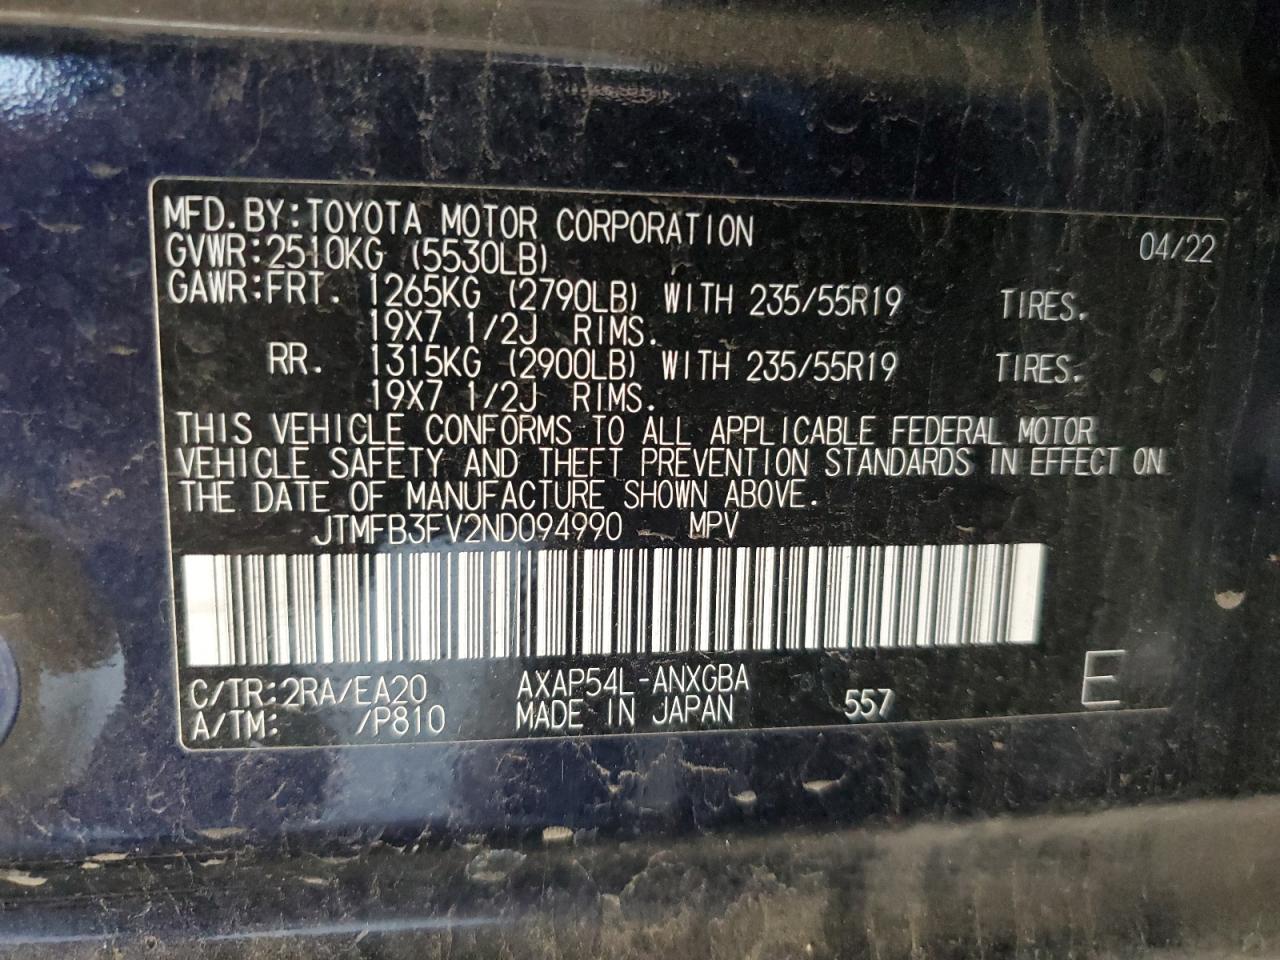 MFD.BY:TOYOTA MOTOR CORPORATION 04/22
GVWR:2510KG (5530LB)
GAWR:FRT. 1265KG (2790LB) WITH 235/55R19 TIRES.
19X7 1/2J RIMS.
RR. 1315KG (2900LB) WITH 235/55R19 TIRES.
19X7 1/2J RIMS.
THIS VEHICLE CONFORMS TO ALL APPLICABLE FEDERAL MOTOR
VEHICLE SAFETY AND THEFT PREVENTION STANDARDS IN EFFECT ON
THE DATE OF MANUFACTURE SHOWN ABOVE.
JTMFB3FV2ND094990 MPV
C/TR:2RA/EA20 AXAP54L-ANXGBA
A/TM: /P810 MADE IN JAPAN 557 E